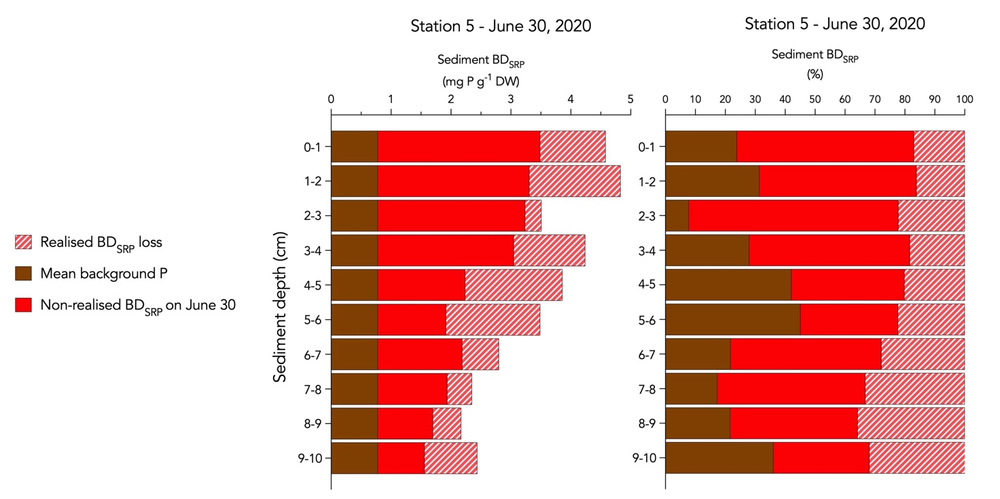 Station 5 - June 30, 2020
Sediment BDSRP
(mg P g-1 DW)
0 1 2 3 4 5
Sediment depth (cm)
0-1
1-2
2-3
3-4
4-5
5-6
6-7
7-8
8-9
9-10
Station 5 - June 30, 2020
Sediment BDSRP
(%)
0 10 20 30 40 50 60 70 80 90 100
0-1
1-2
2-3
3-4
4-5
5-6
6-7
7-8
8-9
9-10
Realised BDSRP loss
Mean background P
Non-realised BDSRP on June 30